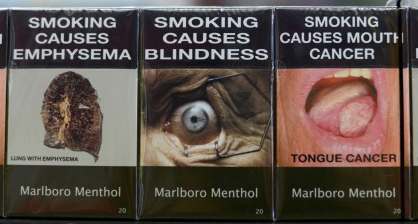 SMOKING
CAUSES
EMPHYSEMA
LUNG WITH EMPHYSEMA
Marlboro Menthol
20
SMOKING
CAUSES
BLINDNESS
Marlboro Menthol
20
SMOKING
CAUSES MOUTH
CANCER
TONGUE CANCER
Marlboro Menthol
20